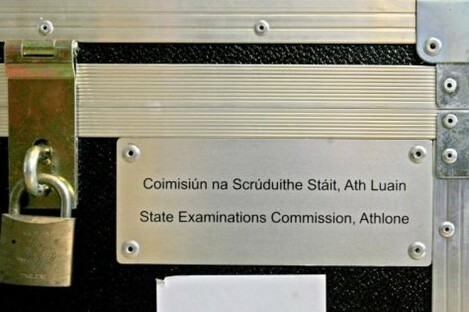 Coimisiún na Scrúduithe Stáit, Ath Luain
State Examinations Commission, Athlone